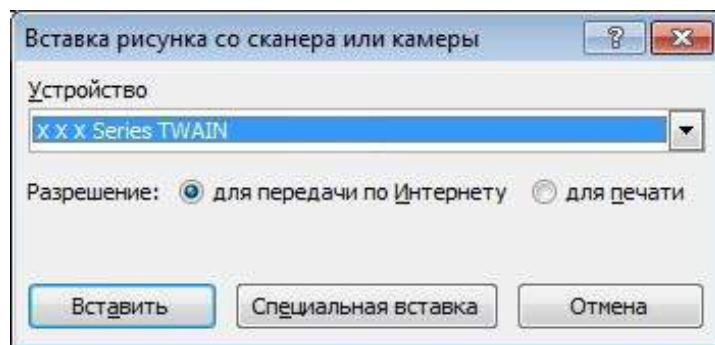 Вставка рисунка со сканера или камеры
Устройство
X X X Series TWAIN
Разрешение: для передачи по Интернету для печати
Вставить Специальная вставка Отмена